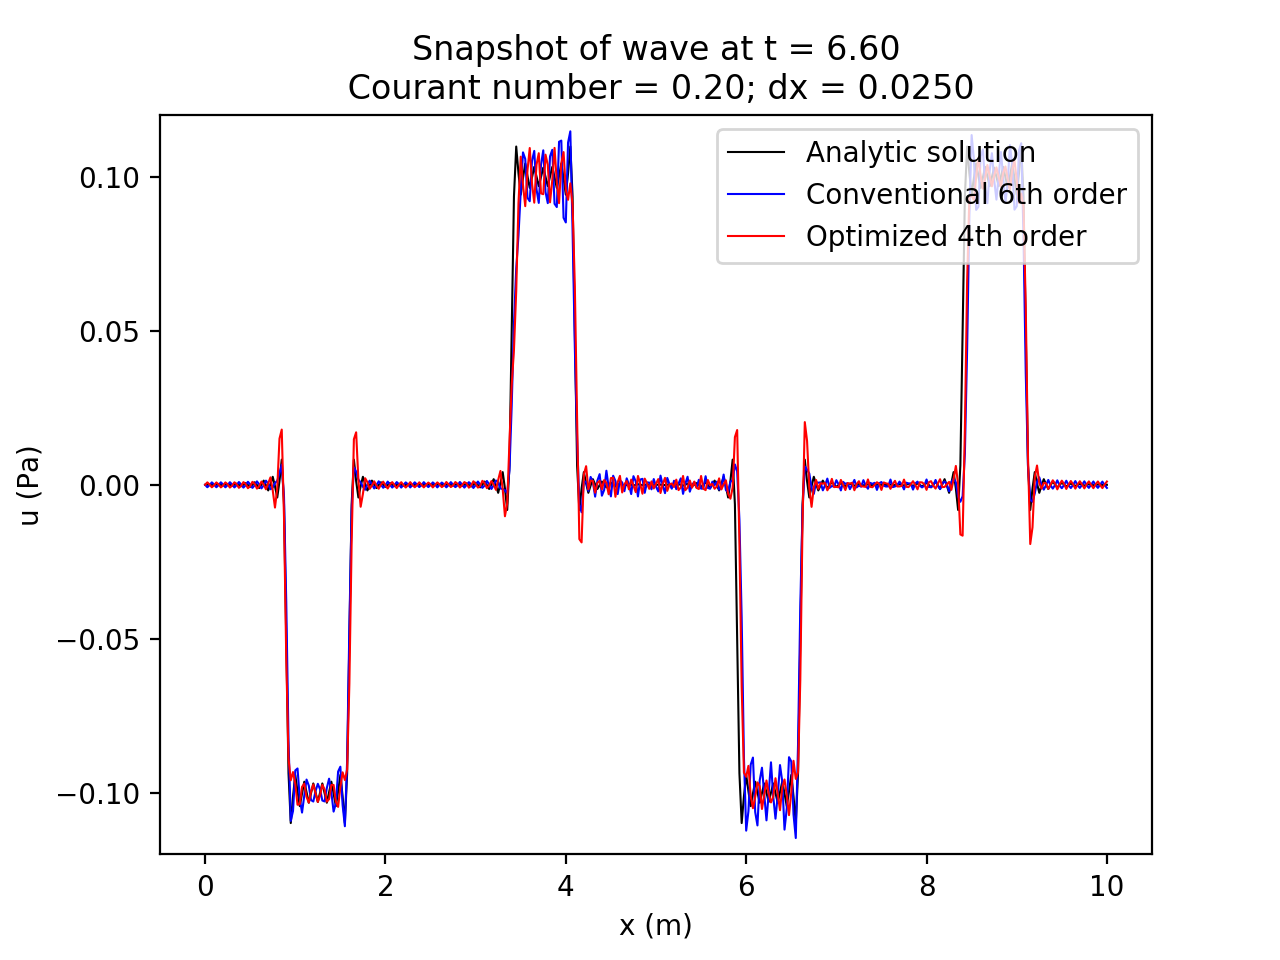 Snapshot of wave at t = 6.60
Courant number = 0.20; dx = 0.0250
Analytic solution
Conventional 6th order
Optimized 4th order
0.10
0.05
0.00
−0.05
−0.10
u (Pa)
0 2 4 6 8 10
x (m)